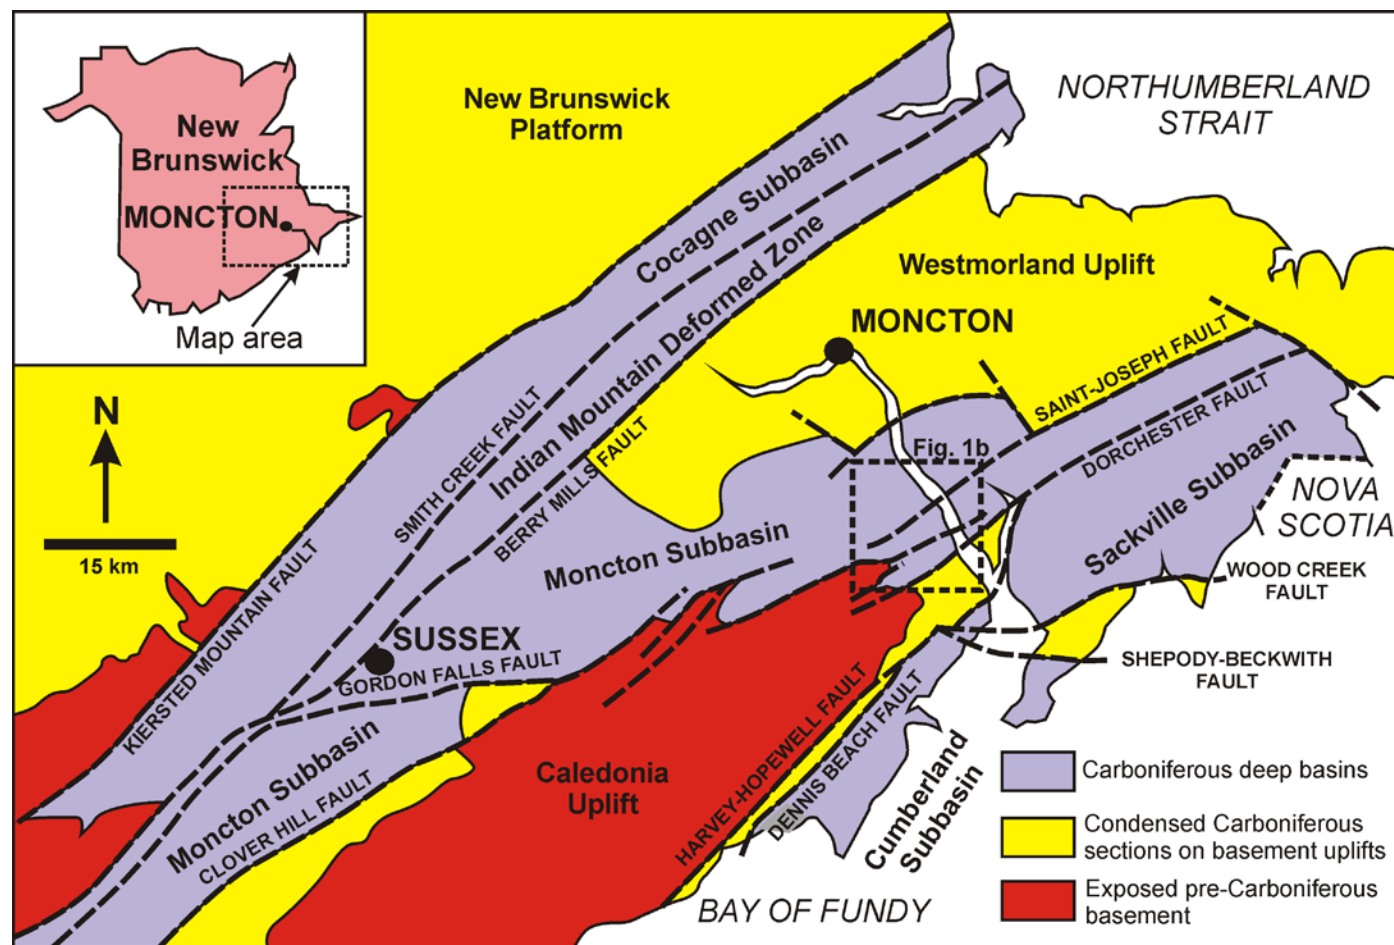 New
Brunswick
MONCTON
Map area
N
15 km
New Brunswick
Platform
NORTHUMBERLAND
STRAIT
Cocagne Subbasin
Indian Mountain Deformed Zone
Westmorland Uplift
MONCTON
SAINT-JOSEPH FAULT
DORCHESTER FAULT
Fig. 1b
SMITH CREEK FAULT
BERRY MILLS FAULT
Sackville Subbasin
NOVA
SCOTIA
Moncton Subbasin
WOOD CREEK
FAULT
KIERSTED MOUNTAIN FAULT
SUSSEX
GORDON FALLS FAULT
SHEPODY-BECKWITH
FAULT
Moncton Subbasin
CLOVER HILL FAULT
Caledonia
Uplift
HARVEY-HOPEWELL FAULT
DENNIS BEACH FAULT
Cumberland
Subbasin
BAY OF FUNDY
Carboniferous deep basins
Condensed Carboniferous
sections on basement uplifts
Exposed pre-Carboniferous
basement